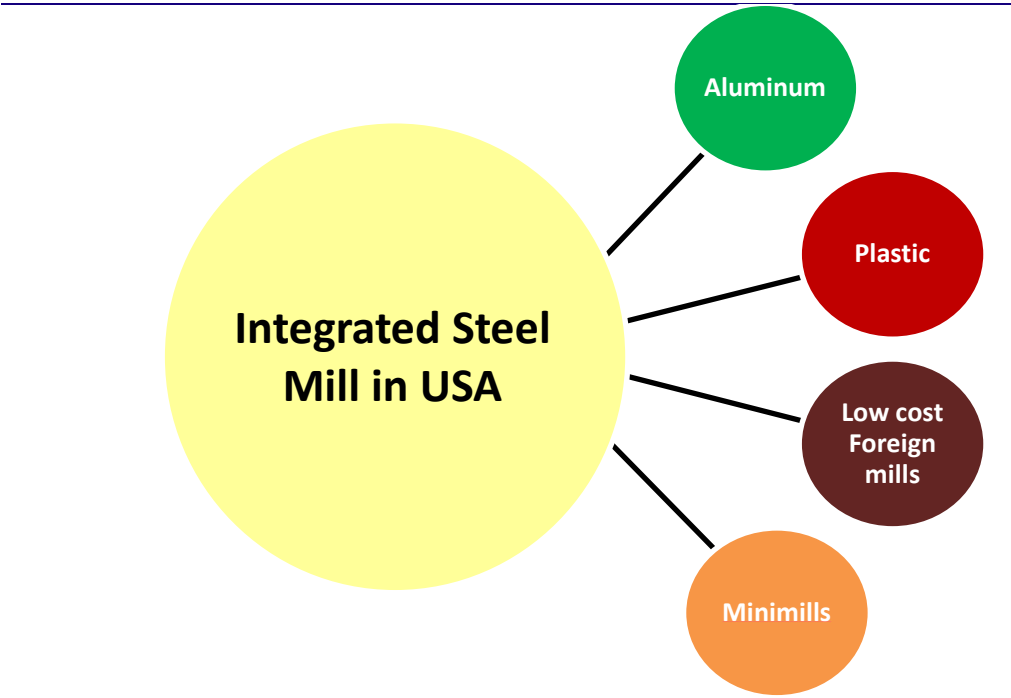 Aluminum
Plastic
Integrated Steel
Mill in USA
Low cost
Foreign
mills
Minimills